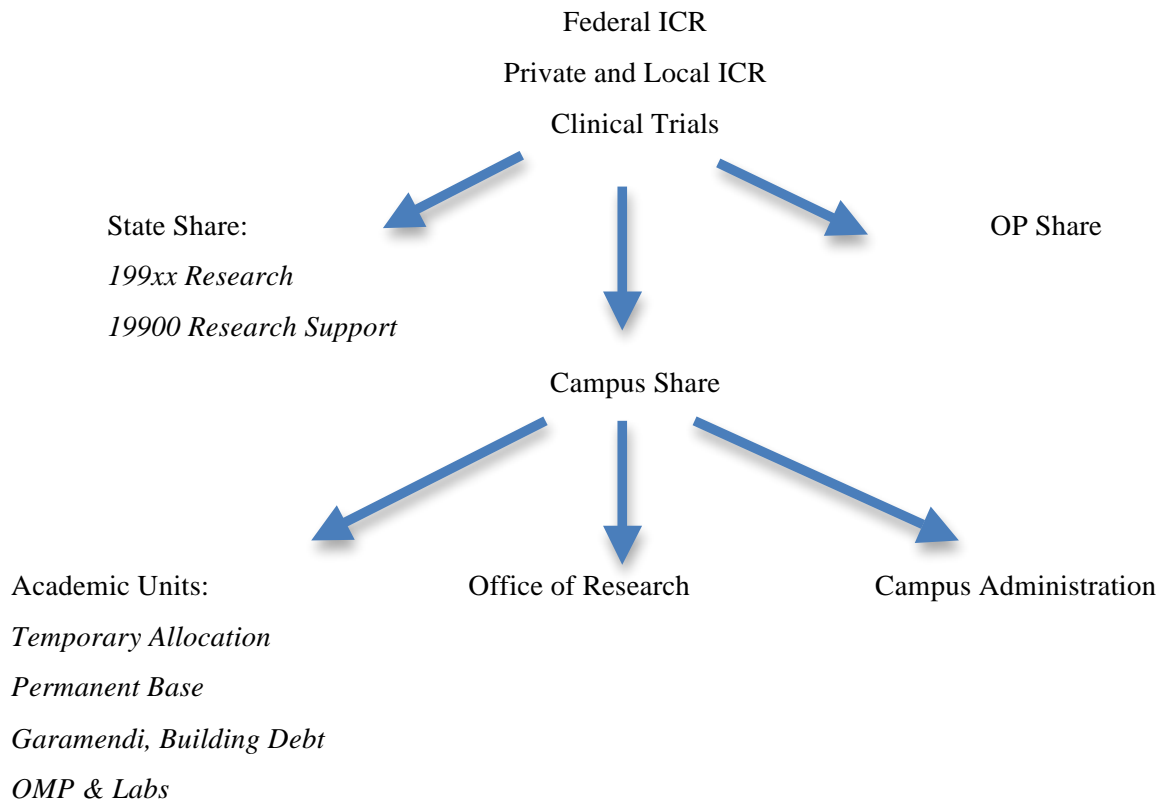 Federal ICR
Private and Local ICR
Clinical Trials
State Share:
199xx Research
19900 Research Support
OP Share
Campus Share
Academic Units:
Temporary Allocation
Permanent Base
Garamendi, Building Debt
OMP & Labs
Office of Research
Campus Administration